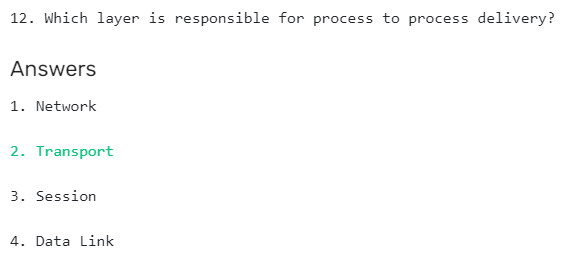 12. Which layer is responsible for process to process delivery?
Answers
1. Network
2. Transport
3. Session
4. Data Link